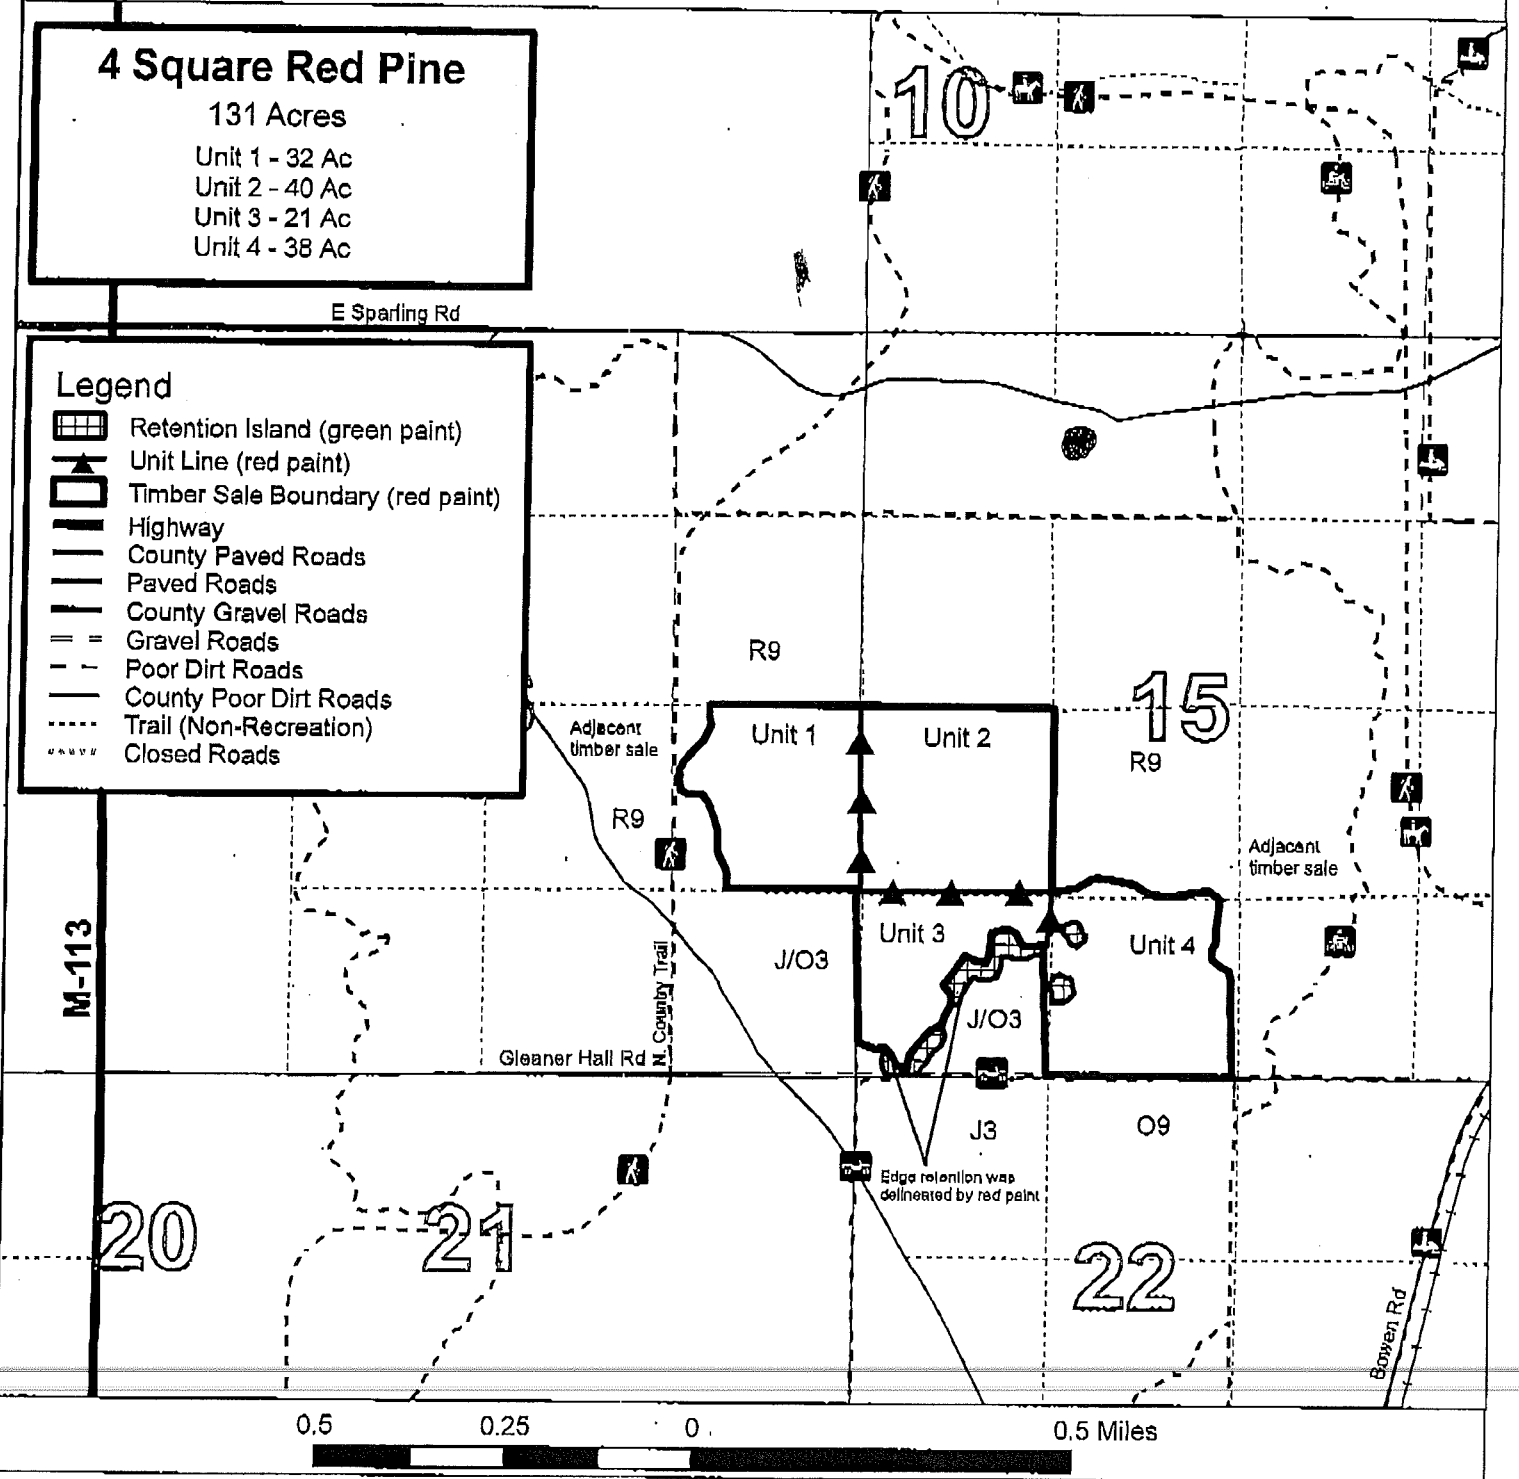 4 Square Red Pine
131 Acres
Unit 1 - 32 Ac
Unit 2 - 40 Ac
Unit 3 - 21 Ac
Unit 4 - 38 Ac
10
E Sparling Rd
Legend
Retention Island (green paint)
Unit Line (red paint)
Timber Sale Boundary (red paint)
Highway
County Paved Roads
Paved Roads
County Gravel Roads
Gravel Roads
Poor Dirt Roads
County Poor Dirt Roads
Trail (Non-Recreation)
Closed Roads
R9
15
Adjacent
timber sale
Unit 1
Unit 2
R9
R9
Adjacent
timber sale
M-113
Unit 3
Unit 4
J/O3
N. Country Trail
J/O3
Gleaner Hall Rd
J3
O9
Edge retention was
delineated by red paint
20
21
22
Bowen Rd
0.5 0.25 0 0.5 Miles